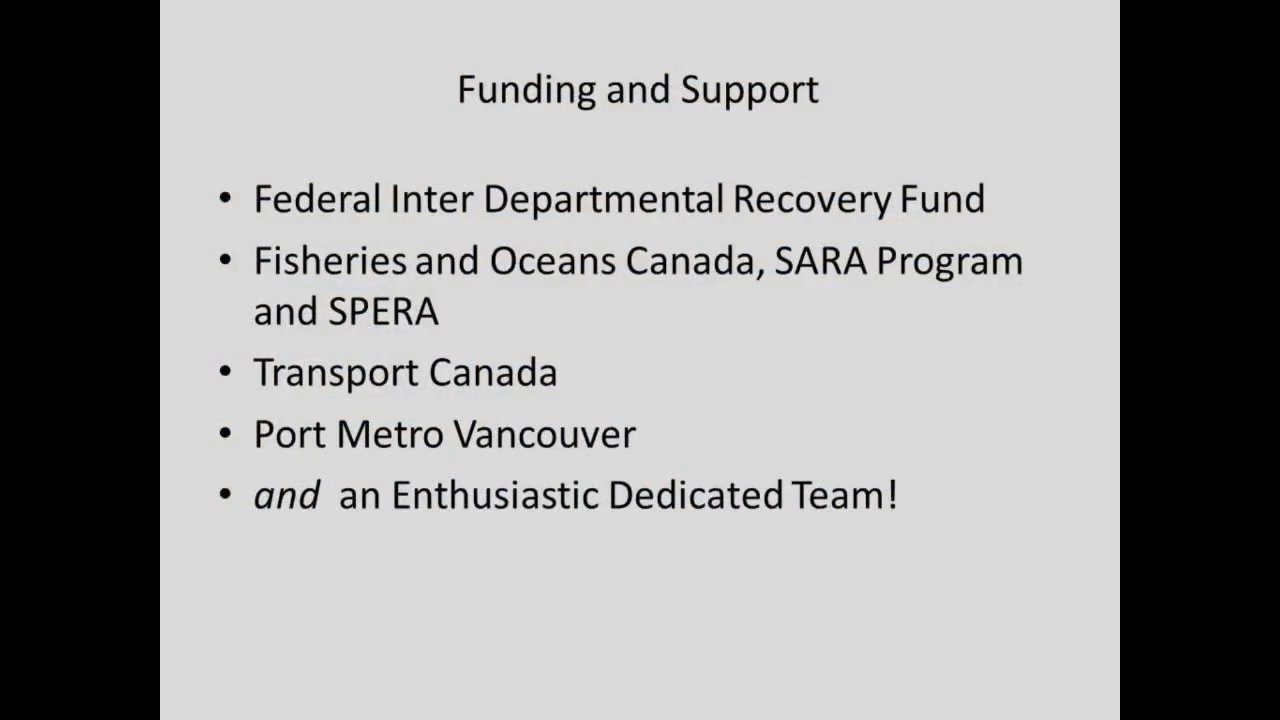 Funding and Support
• Federal Inter Departmental Recovery Fund
• Fisheries and Oceans Canada, SARA Program
and SPERA
• Transport Canada
• Port Metro Vancouver
• and an Enthusiastic Dedicated Team!